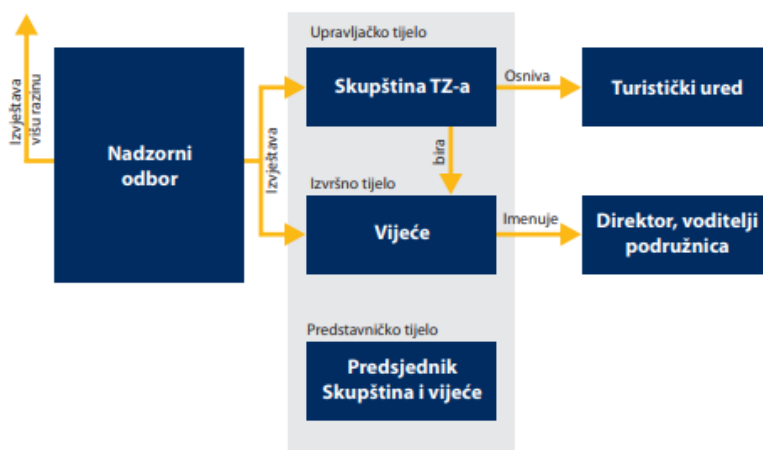 Izvještava
višu razinu
Nadzorni
odbor
Izvještava
Upravljačko tijelo
Skupština TZ-a
Osniva
Turistički ured
bira
Izvršno tijelo
Vijeće
Imenuje
Direktor, voditelji
podružnica
Predstavničko tijelo
Predsjednik
Skupština i vijeće